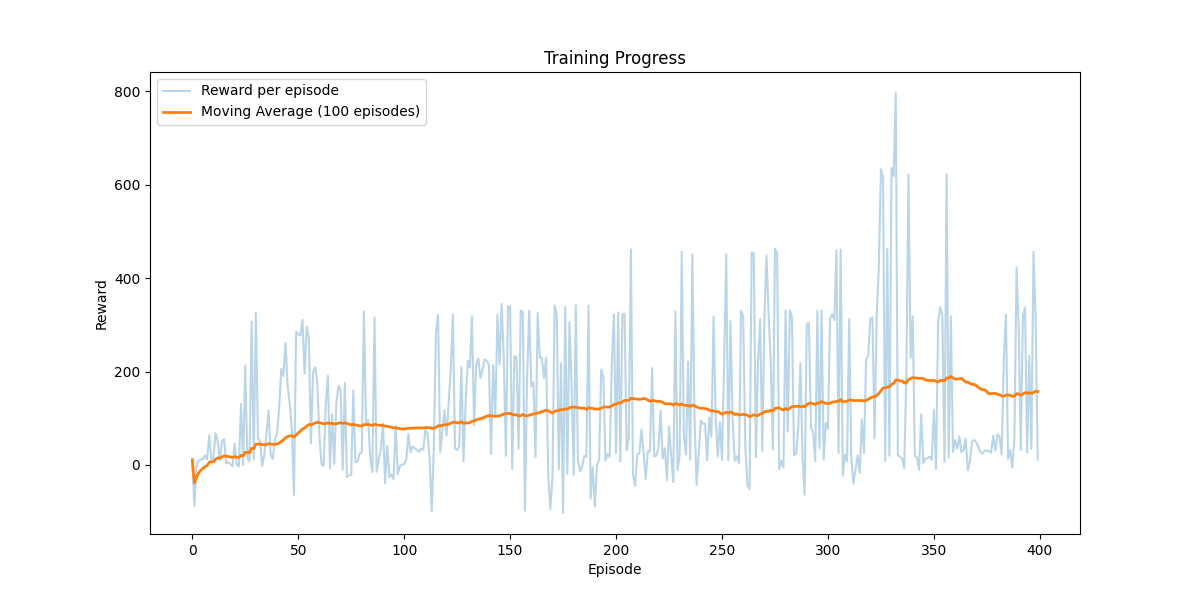 Training Progress
Reward per episode
Moving Average (100 episodes)
800
600
400
200
0
Reward
0 50 100 150 200 250 300 350 400
Episode